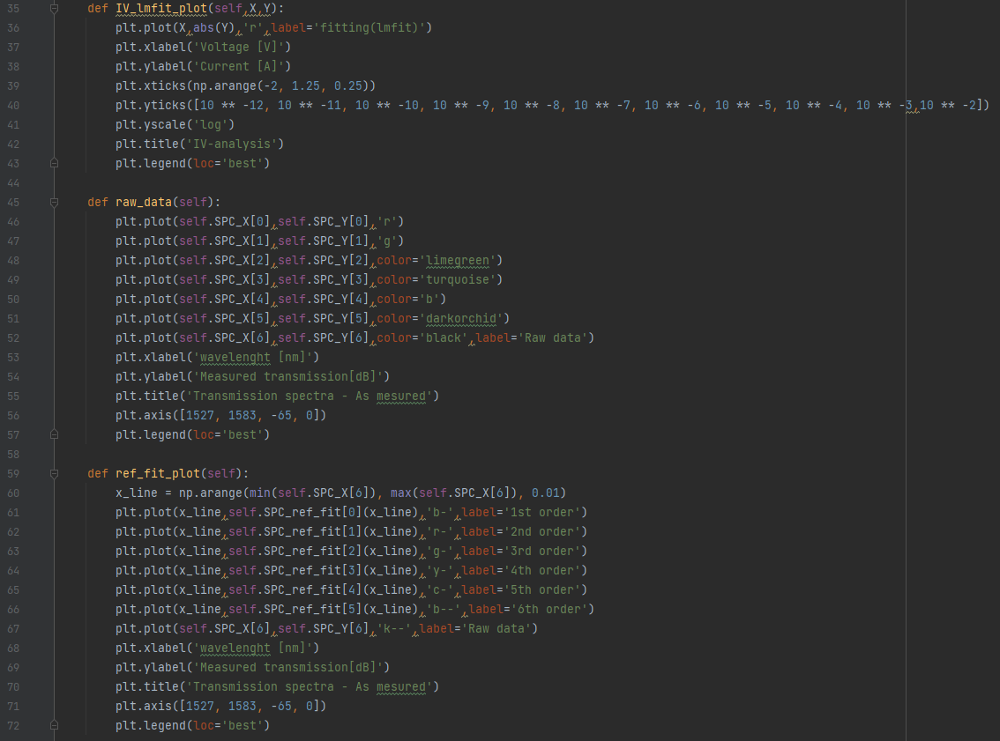 35 def IV_lmfit_plot(self,X,Y):
36 plt.plot(X,abs(Y),'r',label='fitting(lmfit)')
37 plt.xlabel('Voltage [V]')
38 plt.ylabel('Current [A]')
39 plt.xticks(np.arange(-2, 1.25, 0.25))
40 plt.yticks([10 ** -12, 10 ** -11, 10 ** -10, 10 ** -9, 10 ** -8, 10 ** -7, 10 ** -6, 10 ** -5, 10 ** -4, 10 ** -3,10 ** -2])
41 plt.yscale('log')
42 plt.title('IV-analysis')
43 plt.legend(loc='best')
44
45 def raw_data(self):
46 plt.plot(self.SPC_X[0],self.SPC_Y[0],'r')
47 plt.plot(self.SPC_X[1],self.SPC_Y[1],'g')
48 plt.plot(self.SPC_X[2],self.SPC_Y[2],color='limegreen')
49 plt.plot(self.SPC_X[3],self.SPC_Y[3],color='turquoise')
50 plt.plot(self.SPC_X[4],self.SPC_Y[4],color='b')
51 plt.plot(self.SPC_X[5],self.SPC_Y[5],color='darkorchid')
52 plt.plot(self.SPC_X[6],self.SPC_Y[6],color='black',label='Raw data')
53 plt.xlabel('wavelenght [nm]')
54 plt.ylabel('Measured transmission[dB]')
55 plt.title('Transmission spectra - As mesured')
56 plt.axis([1527, 1583, -65, 0])
57 plt.legend(loc='best')
58
59 def ref_fit_plot(self):
60 x_line = np.arange(min(self.SPC_X[6]), max(self.SPC_X[6]), 0.01)
61 plt.plot(x_line,self.SPC_ref_fit[0](x_line),'b-',label='1st order')
62 plt.plot(x_line,self.SPC_ref_fit[1](x_line),'r-',label='2nd order')
63 plt.plot(x_line,self.SPC_ref_fit[2](x_line),'g-',label='3rd order')
64 plt.plot(x_line,self.SPC_ref_fit[3](x_line),'y-',label='4th order')
65 plt.plot(x_line,self.SPC_ref_fit[4](x_line),'c-',label='5th order')
66 plt.plot(x_line,self.SPC_ref_fit[5](x_line),'b--',label='6th order')
67 plt.plot(self.SPC_X[6],self.SPC_Y[6],'k--',label='Raw data')
68 plt.xlabel('wavelenght [nm]')
69 plt.ylabel('Measured transmission[dB]')
70 plt.title('Transmission spectra - As mesured')
71 plt.axis([1527, 1583, -65, 0])
72 plt.legend(loc='best')